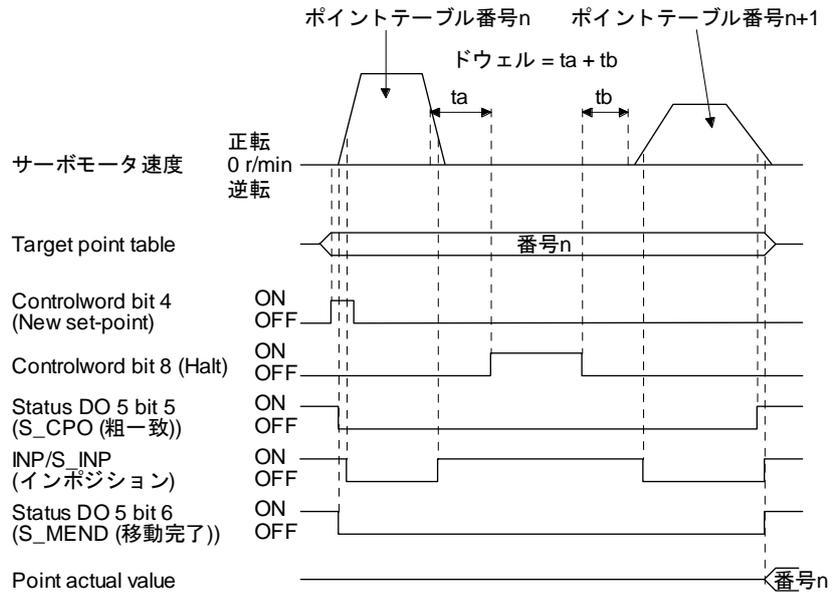 ポイントテーブル番号n
ポイントテーブル番号n+1
ドウェル = ta + tb
ta
tb
サーボモータ速度
正転
0 r/min
逆転
Target point table
番号n
Controlword bit 4
(New set-point)
ON
OFF
Controlword bit 8 (Halt)
ON
OFF
Status DO 5 bit 5
(S_CPO (粗一致))
ON
OFF
INP/S_INP
(インポジション)
ON
OFF
Status DO 5 bit 6
(S_MEND (移動完了))
ON
OFF
Point actual value
番号n